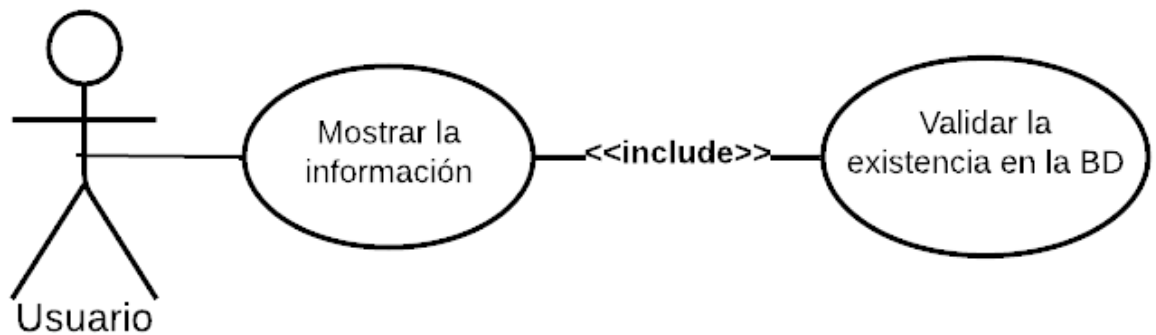 Mostrar la
información
<<include>>
Validar la
existencia en la BD
Usuario